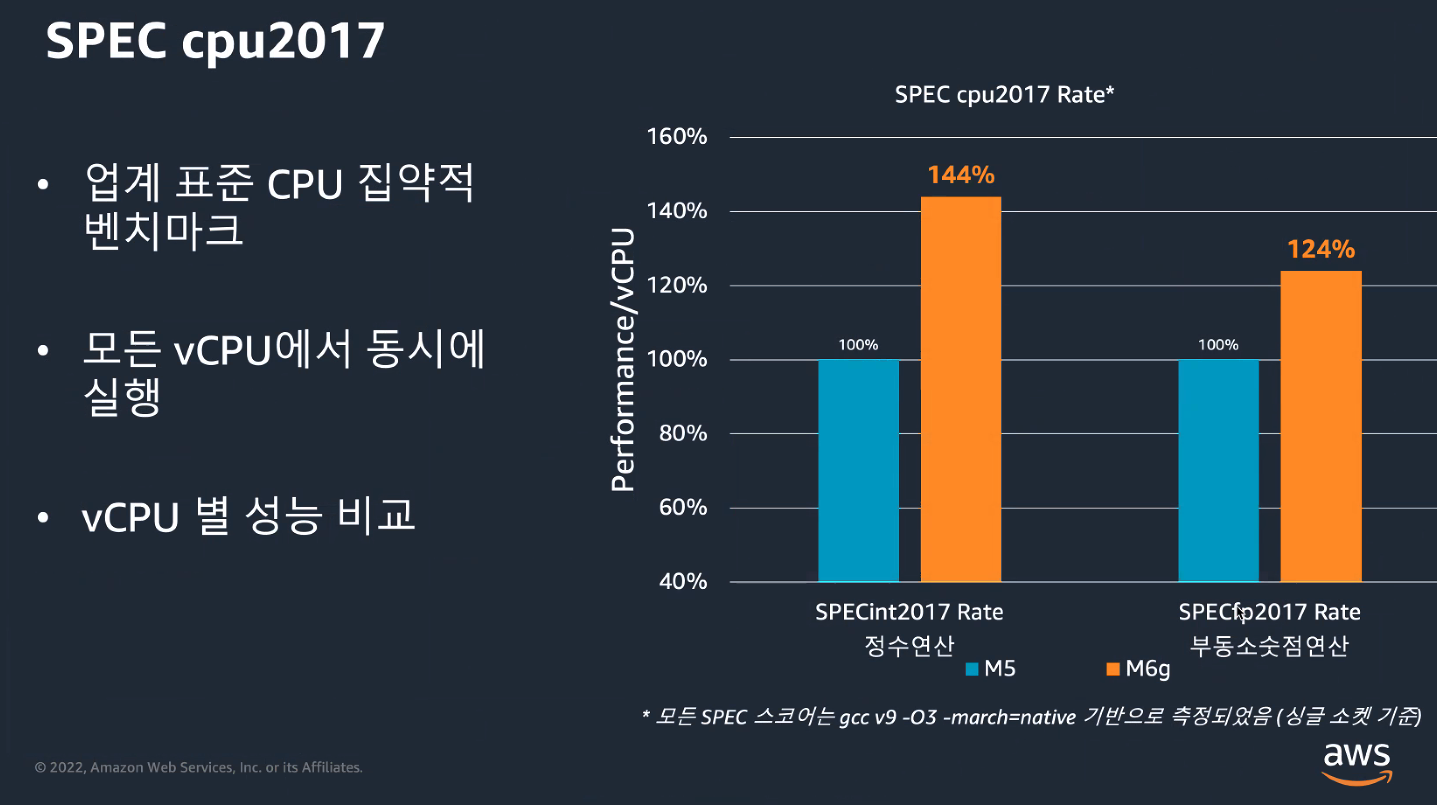 SPEC cpu2017
• 업계 표준 CPU 집약적
벤치마크
• 모든 vCPU에서 동시에
실행
• vCPU 별 성능 비교
SPEC cpu2017 Rate*
Performance/vCPU
160%
140%
120%
100%
80%
60%
40%
100%
144%
100%
124%
SPECint2017 Rate
정수연산
SPECfp2017 Rate
부동소숫점연산
M5
M6g
* 모든 SPEC 스코어는 gcc v9 -O3 -march=native 기반으로 측정되었음 (싱글 소켓 기준)
© 2022, Amazon Web Services, Inc. or its Affiliates.
aws